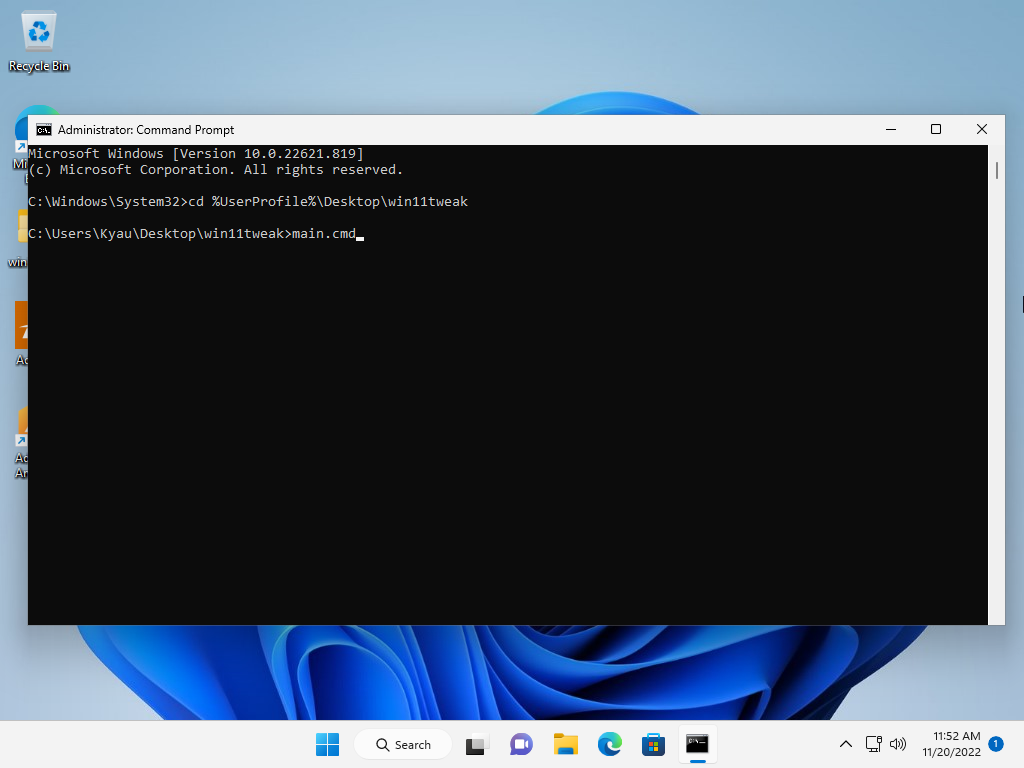 Recycle Bin
Administrator: Command Prompt
Microsoft Windows [Version 10.0.22621.819]
(c) Microsoft Corporation. All rights reserved.
C:\Windows\System32>cd %UserProfile%\Desktop\win11tweak
C:\Users\Kyau\Desktop\win11tweak>main.cmd
Search
11:52 AM
11/20/2022
1